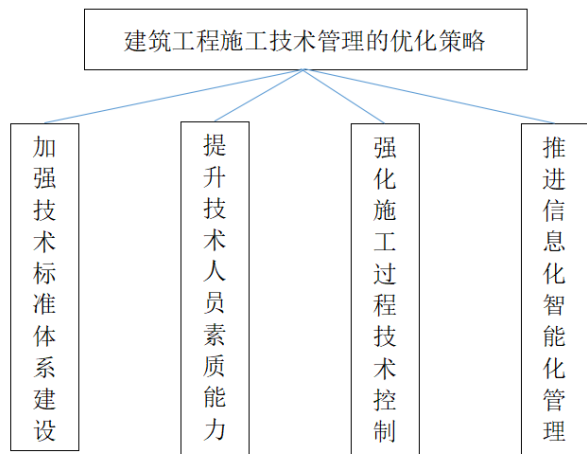 建筑工程施工技术管理的优化策略
加强技术标准体系建设
提升技术人员素质能力
强化施工过程技术控制
推进信息化智能化管理